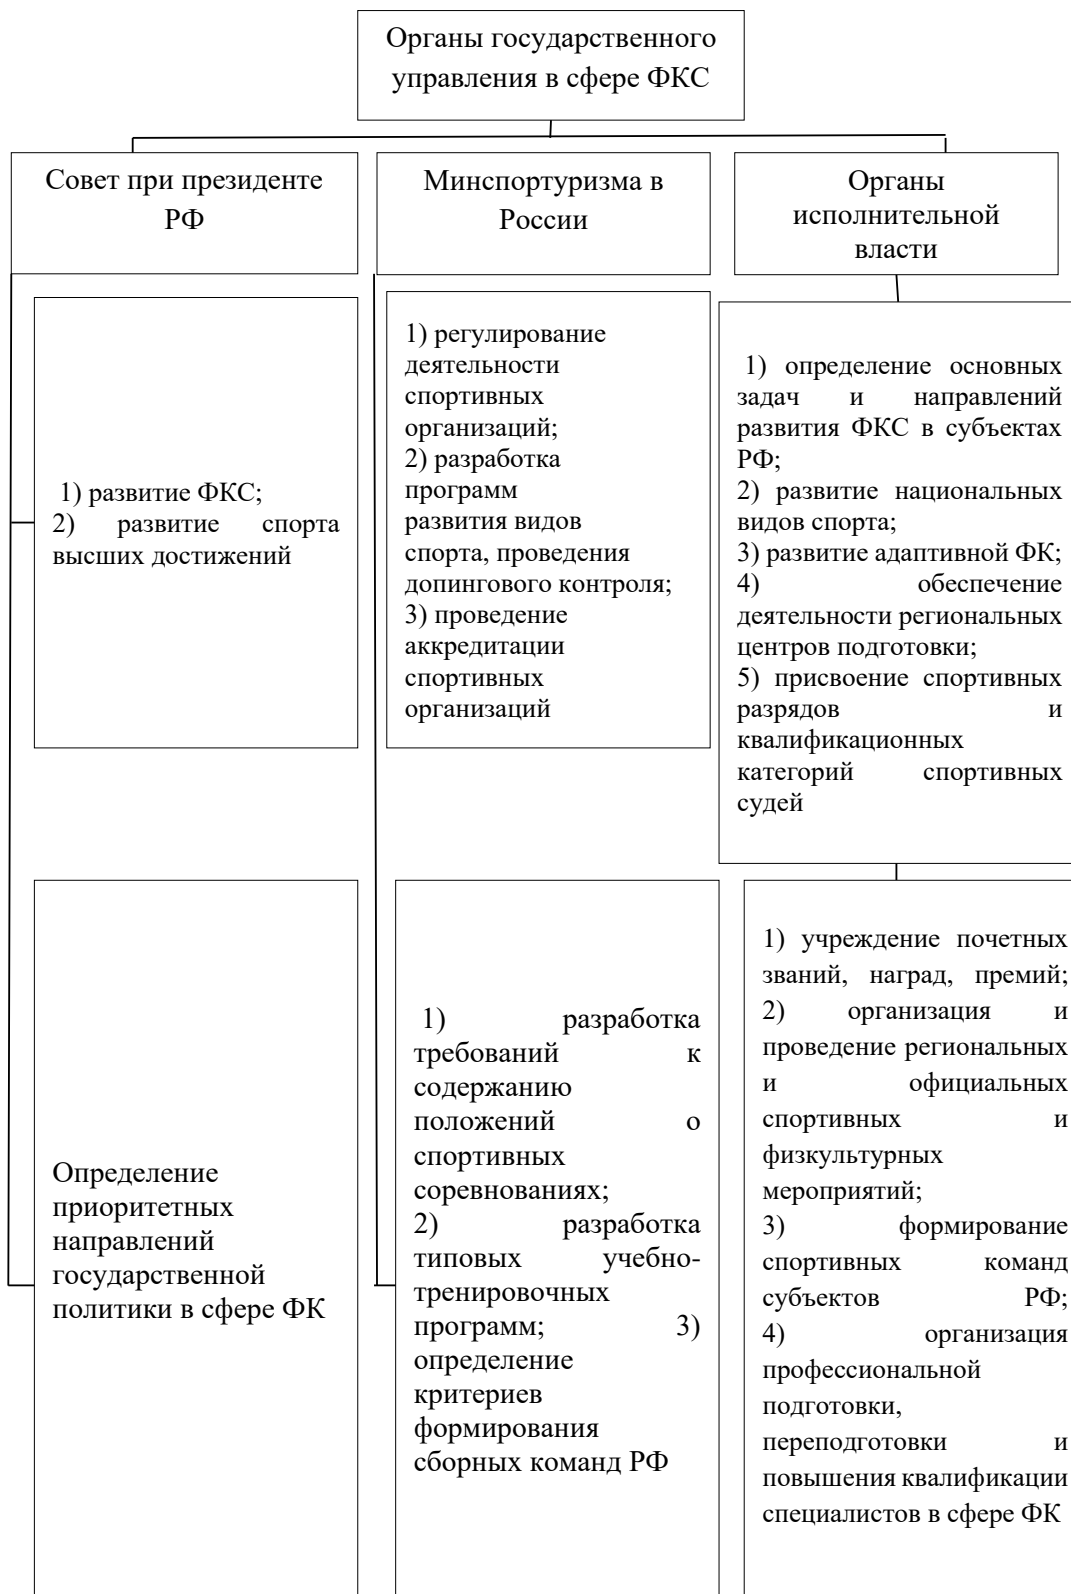 Органы государственного
управления в сфере ФКС
Совет при президенте
РФ
Минспортуризма в
России
Органы
исполнительной
власти
1) развитие ФКС;
2) развитие спорта
высших достижений
1) регулирование
деятельности
спортивных
организаций;
2) разработка
программ
развития видов
спорта, проведения
допингового контроля;
3) проведение
аккредитации
спортивных
организаций
1) определение основных
задач и направлений
развития ФКС в субъектах
РФ;
2) развитие национальных
видов спорта;
3) развитие адаптивной ФК;
4) обеспечение
деятельности региональных
центров подготовки;
5) присвоение спортивных
разрядов и
квалификационных
категорий спортивных
судей
Определение
приоритетных
направлений
государственной
политики в сфере ФК
1) разработка
требований к
содержанию
положений о
спортивных
соревнованиях;
2) разработка
типовых учебно-
тренировочных
программ; 3)
определение
критериев
формирования
сборных команд РФ
1) учреждение почетных
званий, наград, премий;
2) организация и
проведение региональных
и официальных
спортивных и
физкультурных
мероприятий;
3) формирование
спортивных команд
субъектов РФ;
4) организация
профессиональной
подготовки,
переподготовки и
повышения квалификации
специалистов в сфере ФК